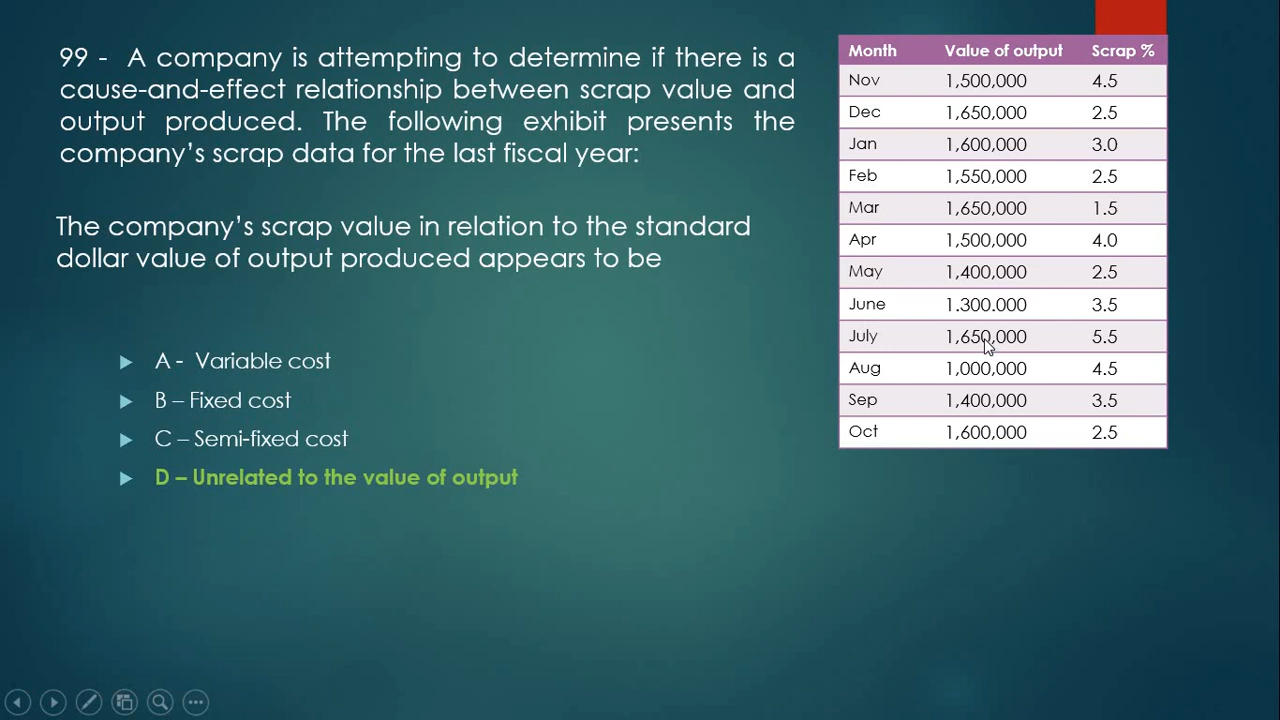 99 - A company is attempting to determine if there is a
cause-and-effect relationship between scrap value and
output produced. The following exhibit presents the
company's scrap data for the last fiscal year:
The company's scrap value in relation to the standard
dollar value of output produced appears to be
A - Variable cost
B – Fixed cost
C – Semi-fixed cost
D – Unrelated to the value of output
Month Value of output Scrap %
Nov 1,500,000 4.5
Dec 1,650,000 2.5
Jan 1,600,000 3.0
Feb 1,550,000 2.5
Mar 1,650,000 1.5
Apr 1,500,000 4.0
May 1,400,000 2.5
June 1.300.000 3.5
July 1,650,000 5.5
Aug 1,000,000 4.5
Sep 1,400,000 3.5
Oct 1,600,000 2.5